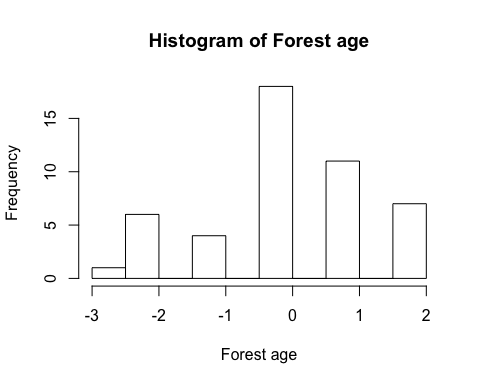 Histogram of Forest age
Frequency
15
10
5
0
-3 -2 -1 0 1 2
Forest age